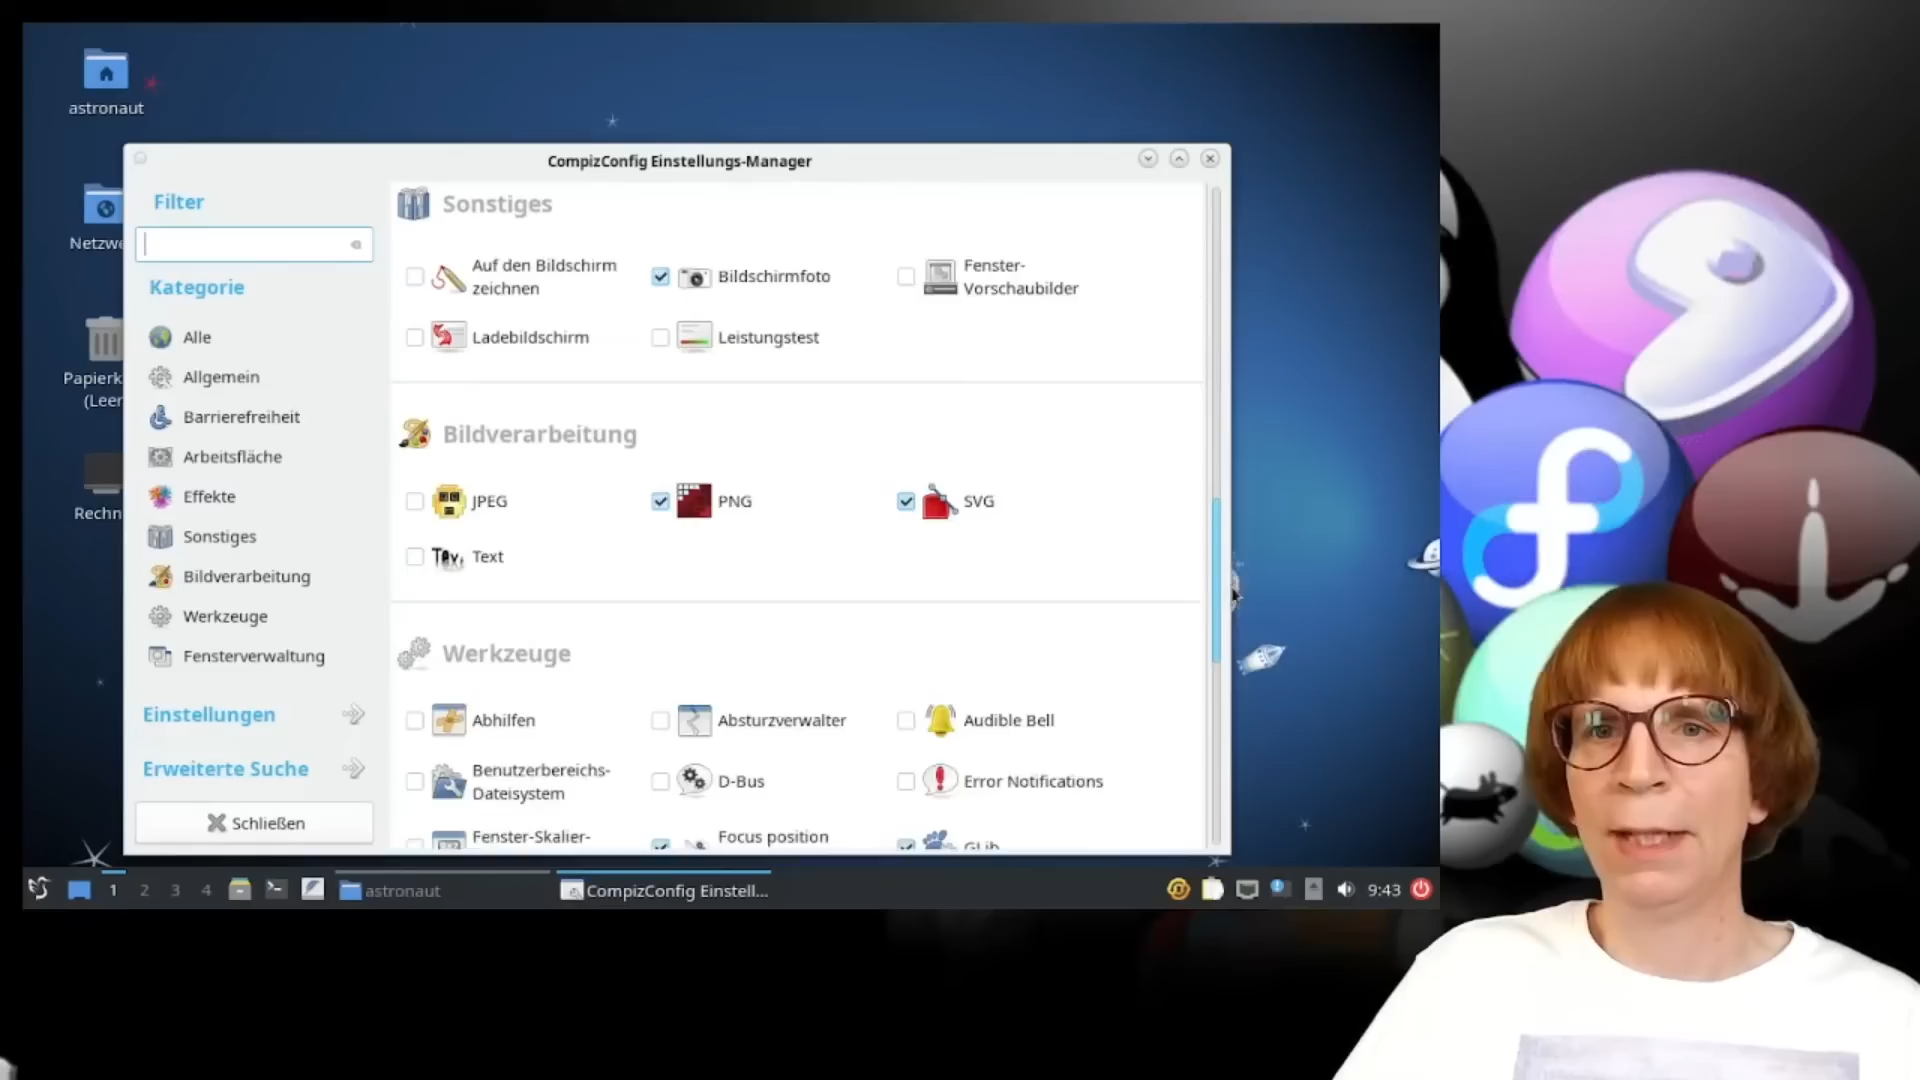 astronaut
Netzwe
Papierk
(Leer
Rechn
CompizConfig Einstellungs-Manager
Filter
Kategorie
Alle
Allgemein
Barrierefreiheit
Arbeitsfläche
Effekte
Sonstiges
Bildverarbeitung
Werkzeuge
Fensterverwaltung
Einstellungen
Erweiterte Suche
Schließen
Sonstiges
Auf den Bildschirm
zeichnen
Bildschirmfoto
Fenster-
Vorschaubilder
Ladebildschirm
Leistungstest
Bildverarbeitung
JPEG
PNG
SVG
Text
Werkzeuge
Abhilfen
Absturzverwalter
Audible Bell
Benutzerbereichs-
Dateisystem
D-Bus
Error Notifications
Fenster-Skalier-
Focus position
GLib
1 2 3 4
astronaut
CompizConfig Einstell...
9:43